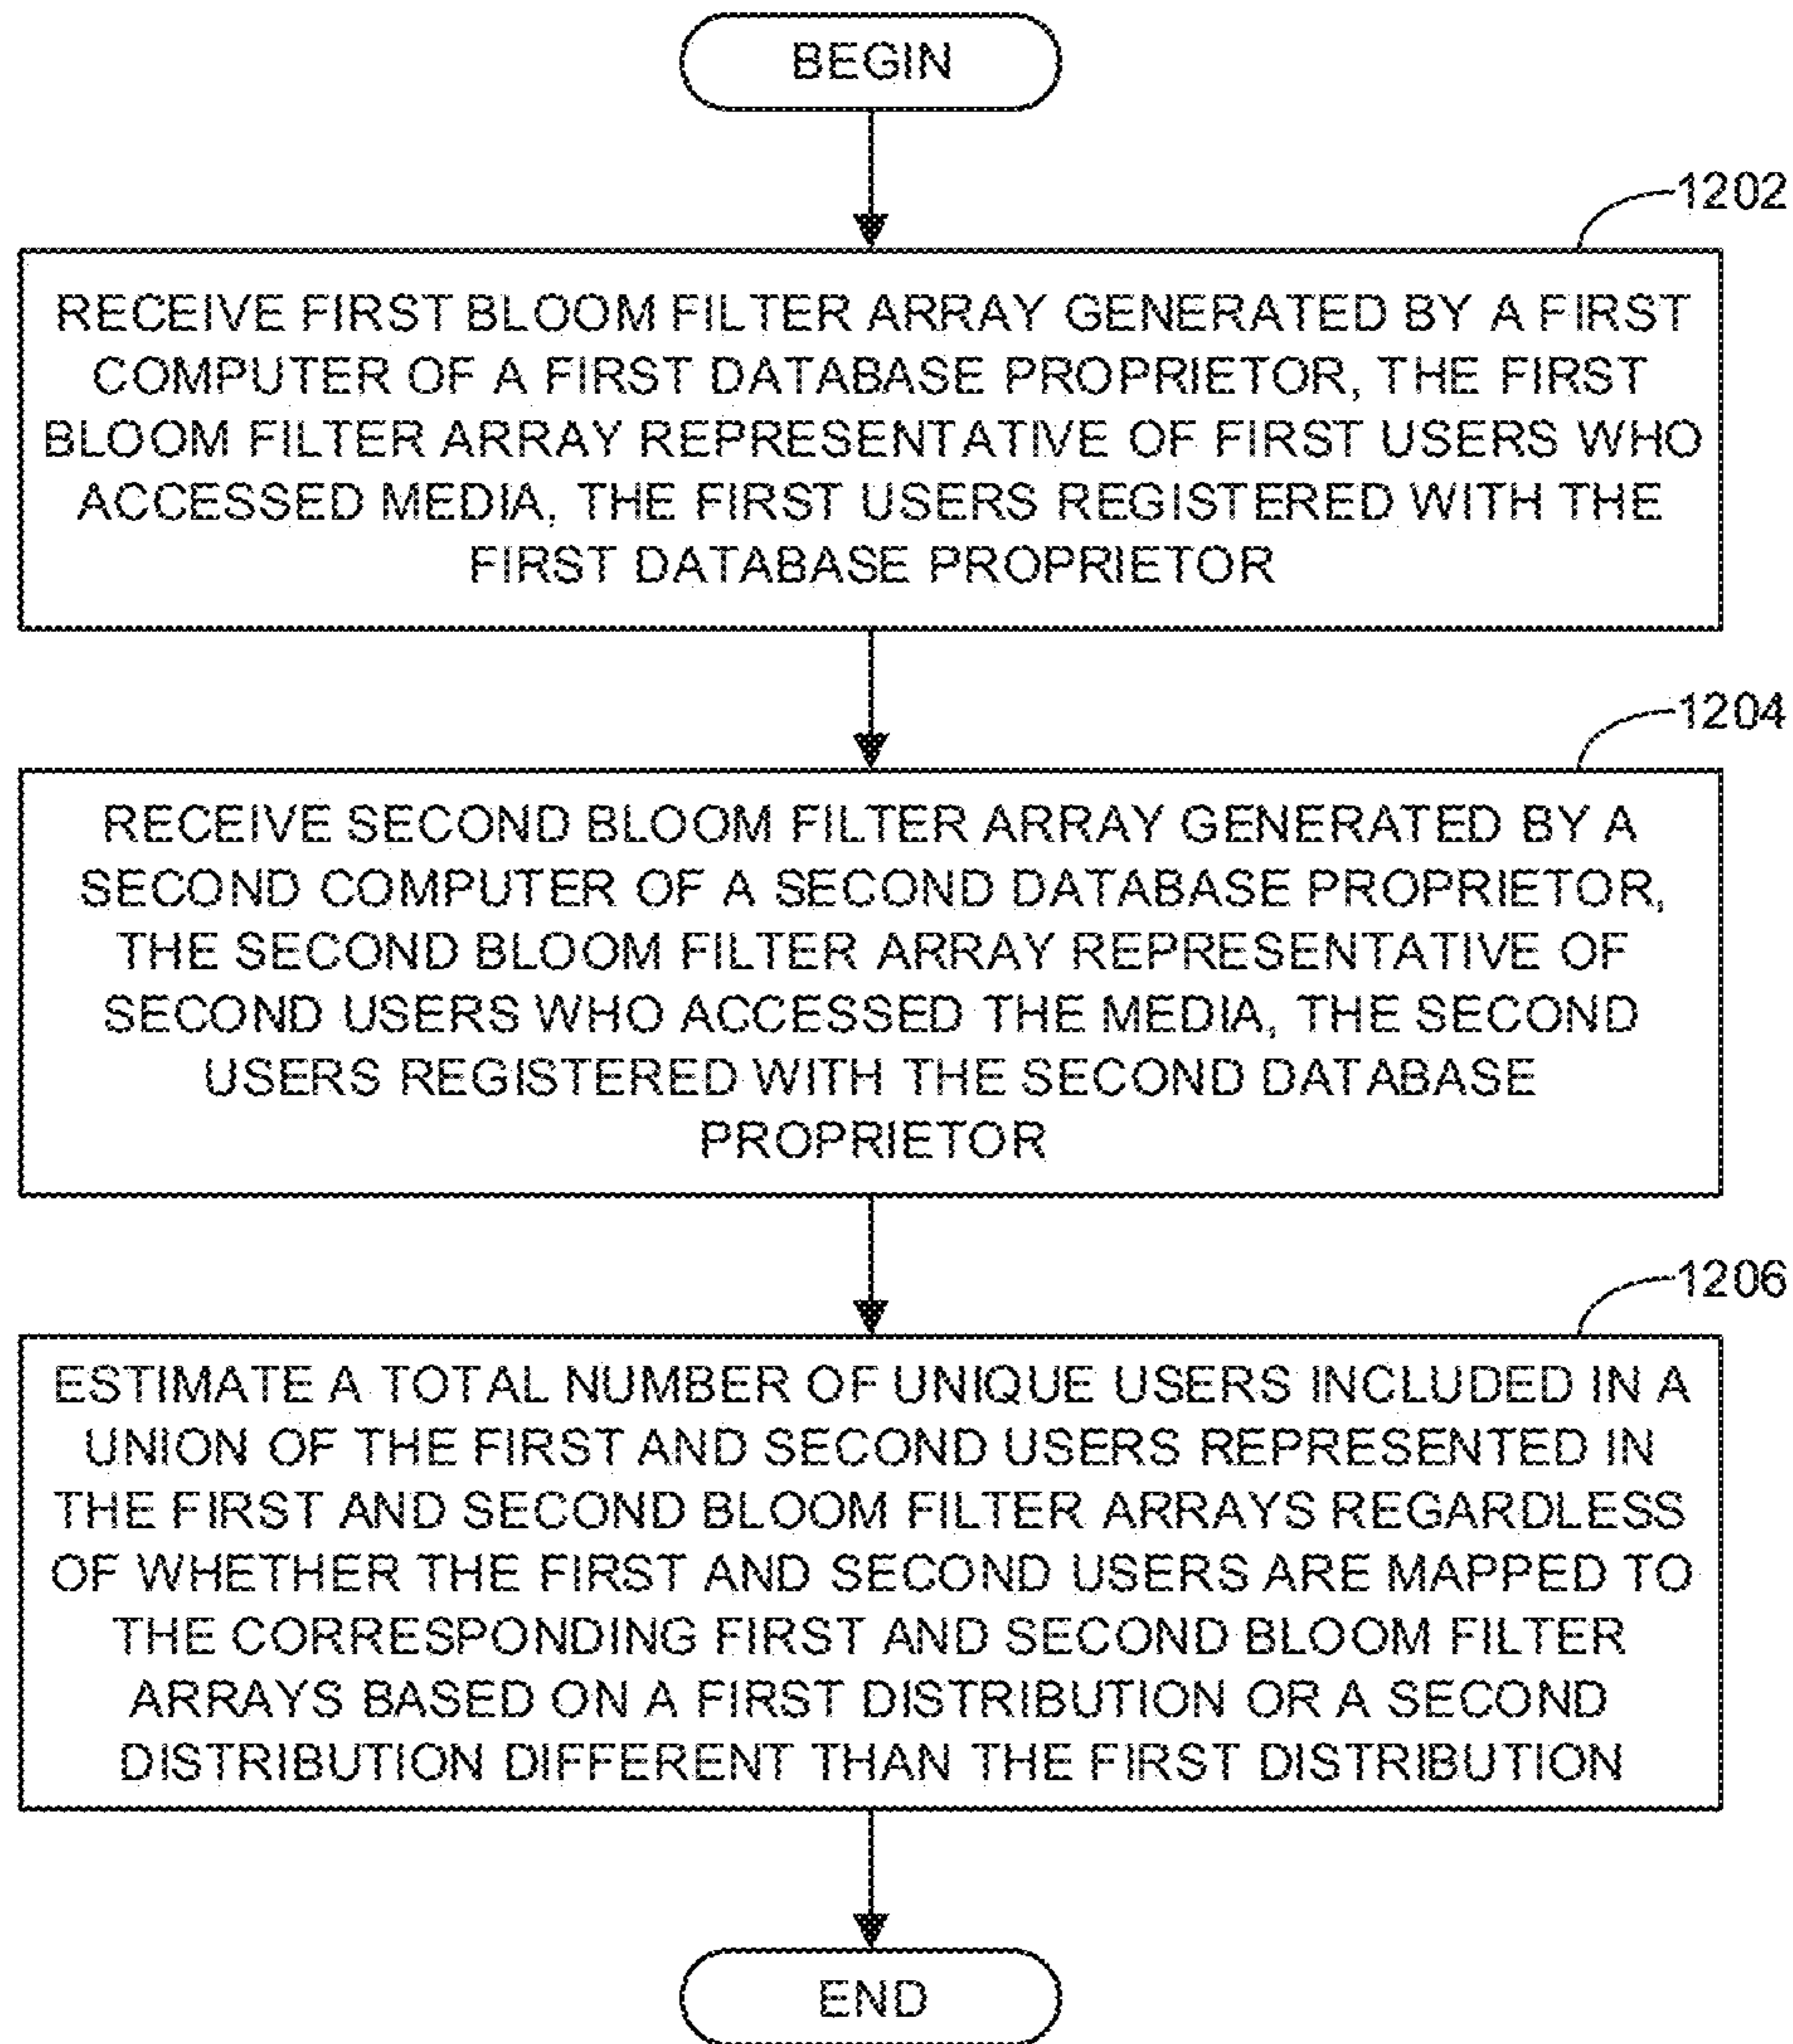 BEGIN
1202
RECEIVE FIRST BLOOM FILTER ARRAY GENERATED BY A FIRST
COMPUTER OF A FIRST DATABASE PROPRIETOR, THE FIRST
BLOOM FILTER ARRAY REPRESENTATIVE OF FIRST USERS WHO
ACCESSED MEDIA, THE FIRST USERS REGISTERED WITH THE
FIRST DATABASE PROPRIETOR
1204
RECEIVE SECOND BLOOM FILTER ARRAY GENERATED BY A
SECOND COMPUTER OF A SECOND DATABASE PROPRIETOR,
THE SECOND BLOOM FILTER ARRAY REPRESENTATIVE OF
SECOND USERS WHO ACCESSED THE MEDIA, THE SECOND
USERS REGISTERED WITH THE SECOND DATABASE
PROPRIETOR
1206
ESTIMATE A TOTAL NUMBER OF UNIQUE USERS INCLUDED IN A
UNION OF THE FIRST AND SECOND USERS REPRESENTED IN
THE FIRST AND SECOND BLOOM FILTER ARRAYS REGARDLESS
OF WHETHER THE FIRST AND SECOND USERS ARE MAPPED TO
THE CORRESPONDING FIRST AND SECOND BLOOM FILTER
ARRAYS BASED ON A FIRST DISTRIBUTION OR A SECOND
DISTRIBUTION DIFFERENT THAN THE FIRST DISTRIBUTION
END